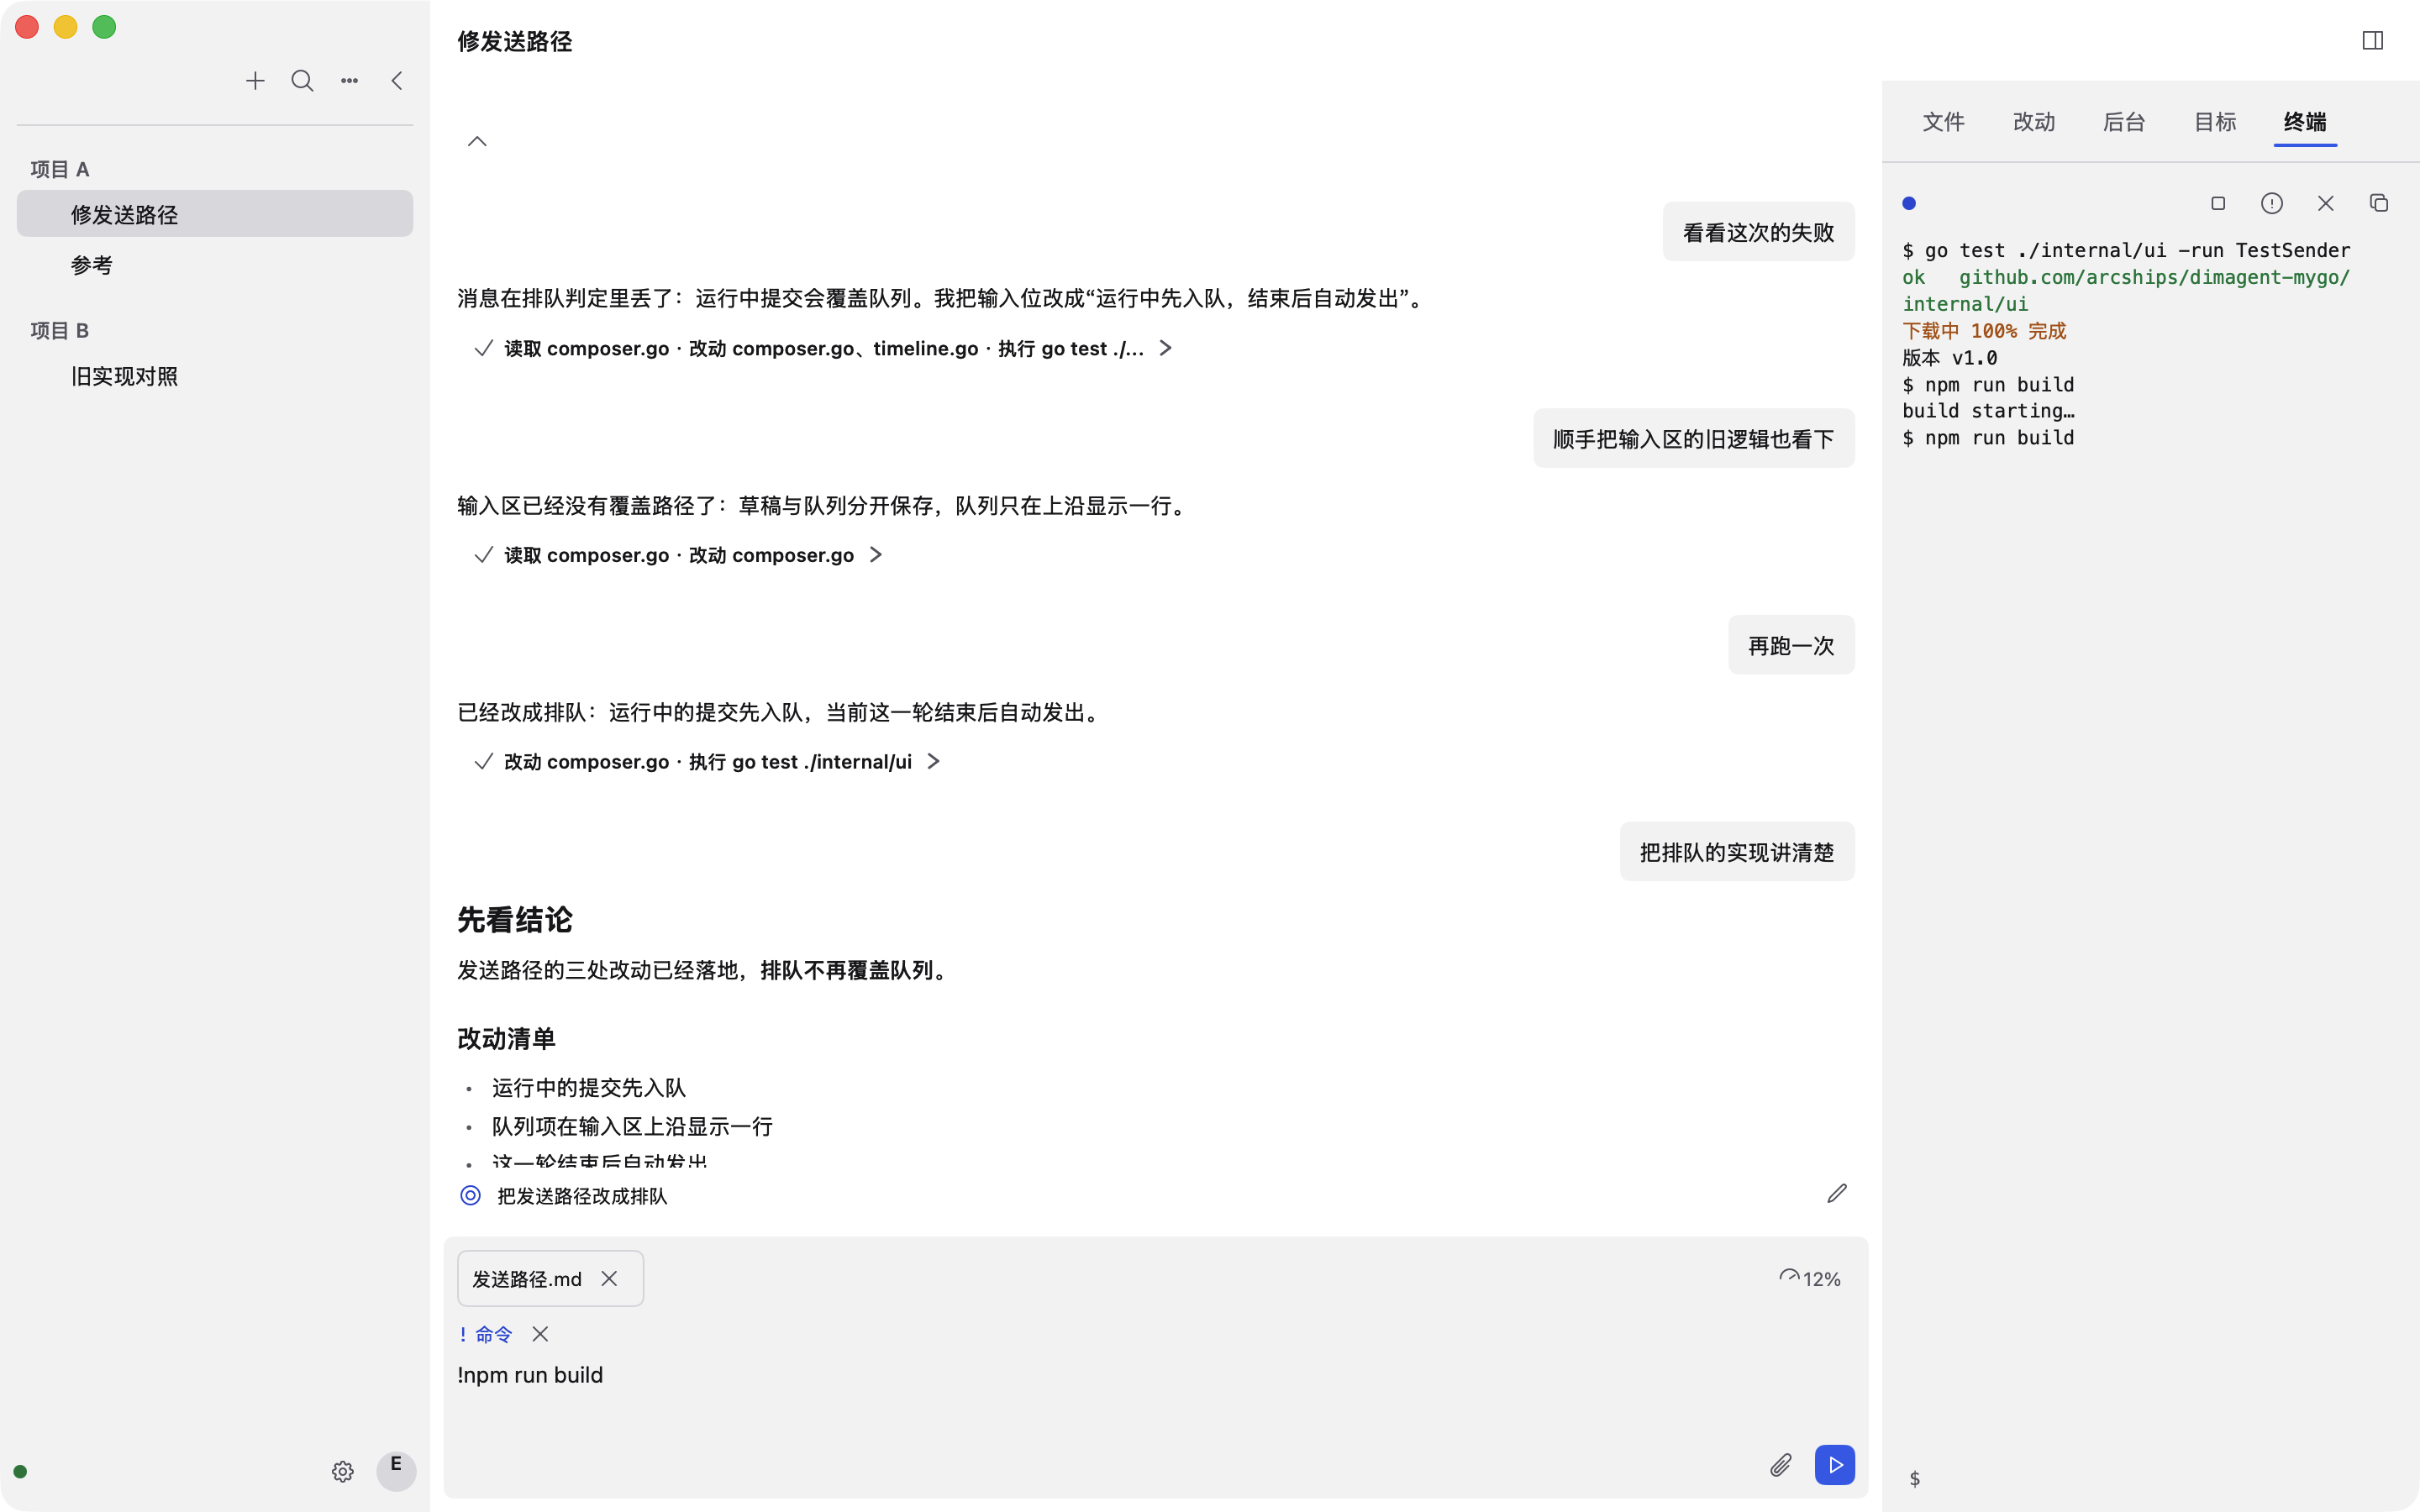 修发送路径
项目 A
修发送路径
参考
项目 B
旧实现对照
E
看看这次的失败
消息在排队判定里丢了：运行中提交会覆盖队列。我把输入位改成“运行中先入队，结束后自动发出”。
读取 composer.go · 改动 composer.go、timeline.go · 执行 go test ./...
顺手把输入区的旧逻辑也看下
输入区已经没有覆盖路径了：草稿与队列分开保存，队列只在上沿显示一行。
读取 composer.go · 改动 composer.go
再跑一次
已经改成排队：运行中的提交先入队，当前这一轮结束后自动发出。
改动 composer.go · 执行 go test ./internal/ui
把排队的实现讲清楚
先看结论
发送路径的三处改动已经落地，排队不再覆盖队列。
改动清单
• 运行中的提交先入队
• 队列项在输入区上沿显示一行
• 这一轮结束后自动发出
把发送路径改成排队
发送路径.md
12%
! 命令
!npm run build
文件 改动 后台 目标 终端
$ go test ./internal/ui -run TestSender
ok github.com/arcships/dimagent-mygo/
internal/ui
下载中 100% 完成
版本 v1.0
$ npm run build
build starting…
$ npm run build
$